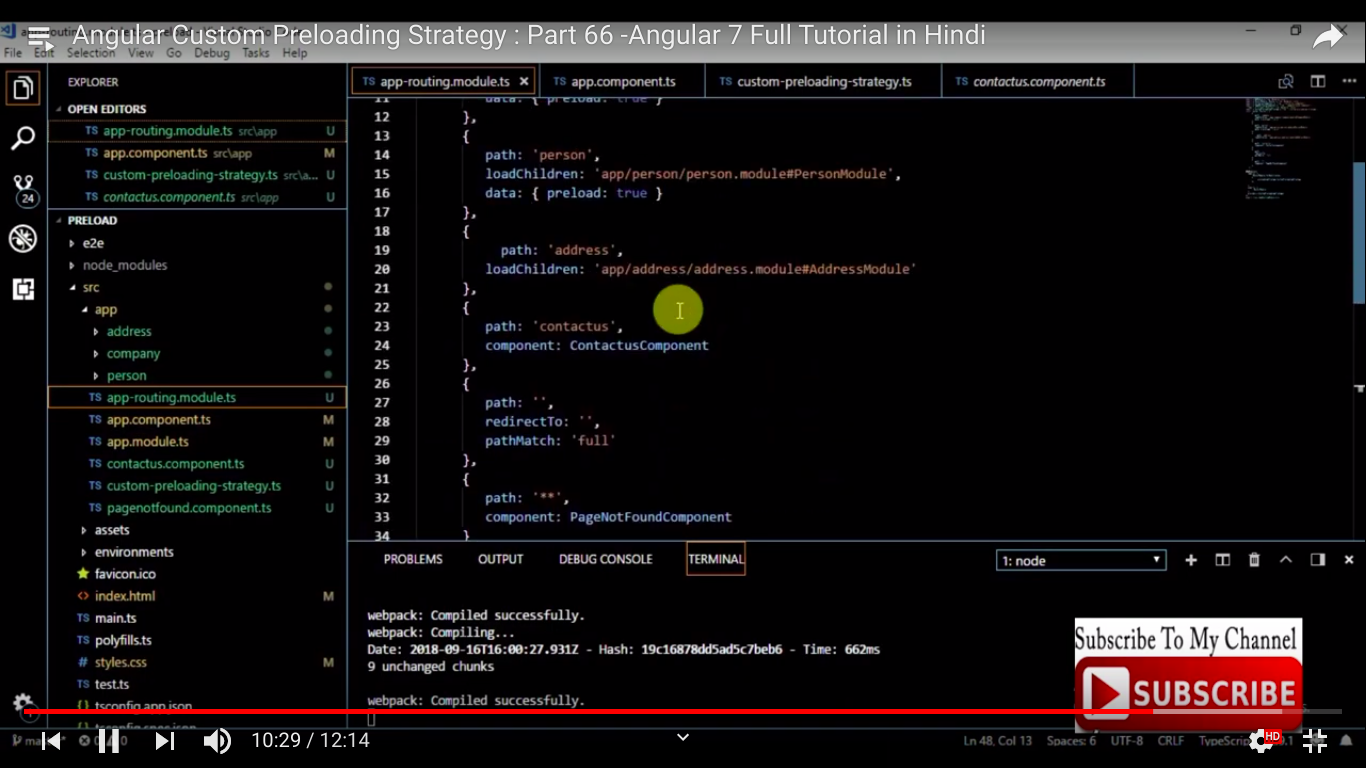 Angular Custom Preloading Strategy : Part 66 -Angular 7 Full Tutorial in Hindi
File Edit Selection View Go Debug Tasks Help
EXPLORER
OPEN EDITORS
TS app-routing.module.ts src\app U
TS app.component.ts src\app M
TS custom-preloading-strategy.ts src\a... U
TS contactus.component.ts src\app U
24
PRELOAD
e2e
node_modules
src
app
address
company
person
TS app-routing.module.ts U
TS app.component.ts M
TS app.module.ts M
TS contactus.component.ts U
TS custom-preloading-strategy.ts U
TS pagenotfound.component.ts U
assets
environments
favicon.ico
<> index.html M
TS main.ts
TS polyfills.ts
# styles.css M
TS test.ts
{} tsconfig.app.json
{} tsconfig.spec.json
TS app-routing.module.ts × TS app.component.ts TS custom-preloading-strategy.ts TS contactus.component.ts
11 data: { preload: true }
12 },
13 {
14 path: 'person',
15 loadChildren: 'app/person/person.module#PersonModule',
16 data: { preload: true }
17 },
18 {
19 path: 'address',
20 loadChildren: 'app/address/address.module#AddressModule'
21 },
22 {
23 path: 'contactus',
24 component: ContactusComponent
25 },
26 {
27 path: '',
28 redirectTo: '',
29 pathMatch: 'full'
30 },
31 {
32 path: '**',
33 component: PageNotFoundComponent
34 }
PROBLEMS OUTPUT DEBUG CONSOLE TERMINAL 1: node
webpack: Compiled successfully.
webpack: Compiling...
Date: 2018-09-16T16:00:27.931Z - Hash: 19c16878dd5ad5c7beb6 - Time: 662ms
9 unchanged chunks
webpack: Compiled successfully.
Subscribe To My Channel
SUBSCRIBE
10:29 / 12:14
HD
Ln 48, Col 13 Spaces: 6 UTF-8 CRLF